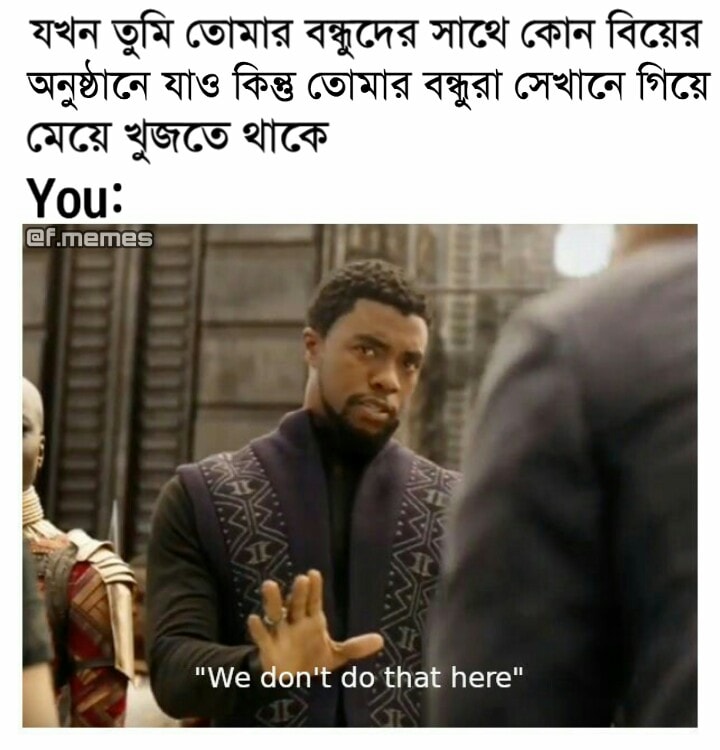 যখন তুমি তোমার বন্ধুদের সাথে কোন বিয়ের
অনুষ্ঠানে যাও কিন্তু তোমার বন্ধুরা সেখানে গিয়ে
মেয়ে খুজতে থাকে
You:
@f.memes
"We don't do that here"